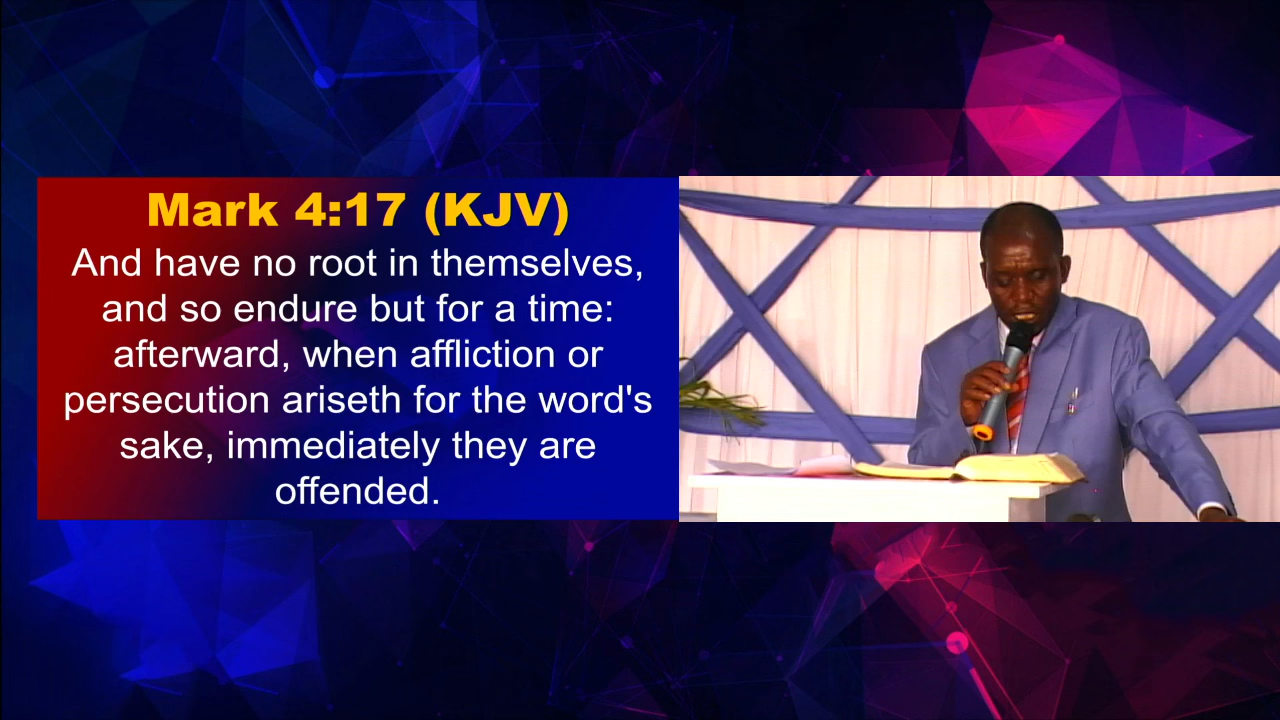 Mark 4:17 (KJV)
And have no root in themselves,
and so endure but for a time:
afterward, when affliction or
persecution ariseth for the word's
sake, immediately they are
offended.